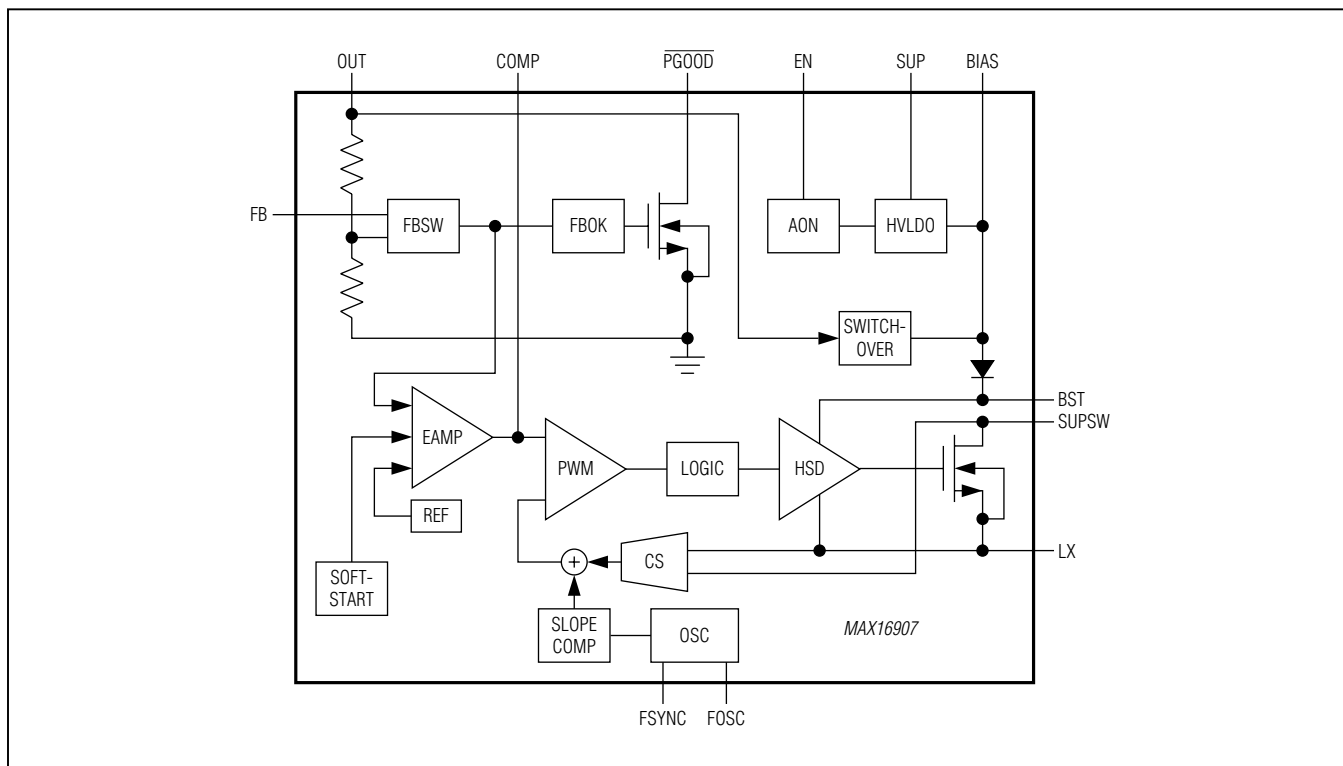 OUT
COMP
PGOOD
EN
SUP
BIAS
FB
FBSW
FBOK
AON
HVLDO
SWITCH-
OVER
BST
SUPSW
EAMP
PWM
LOGIC
HSD
REF
LX
CS
+
SOFT-
START
SLOPE
COMP
OSC
MAX16907
FSYNC
FOSC